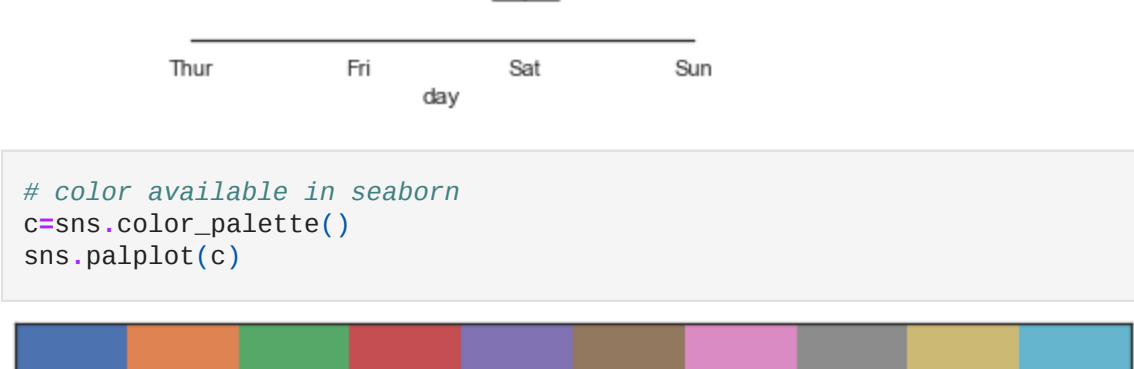 Thur Fri Sat Sun
day
# color available in seaborn
c=sns.color_palette()
sns.palplot(c)